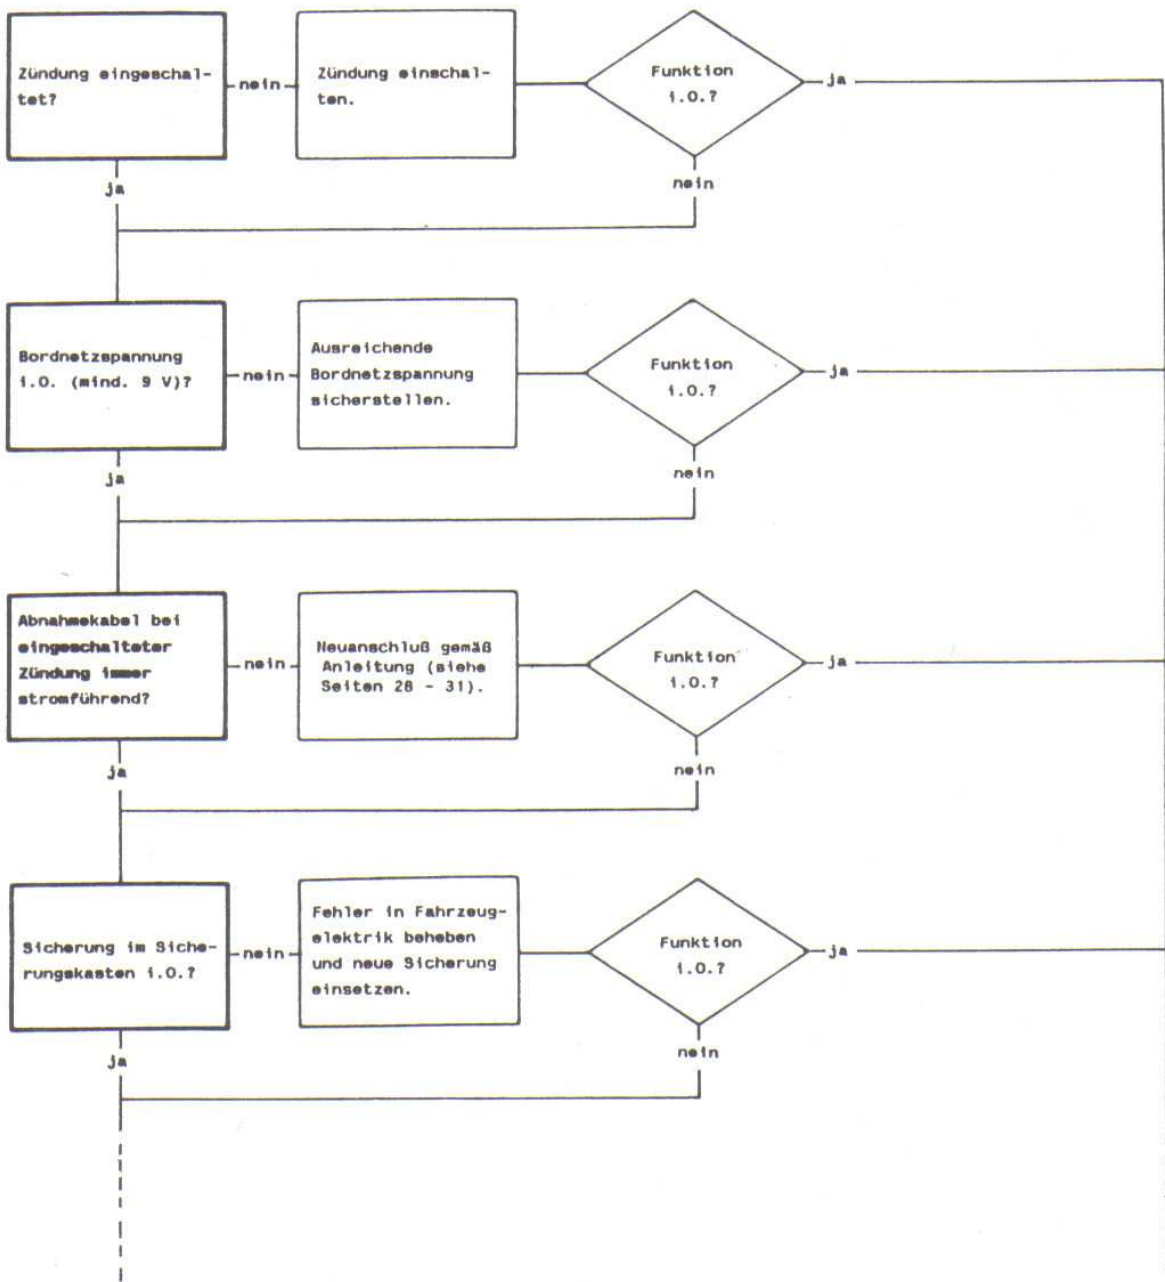 Zündung eingeschal-
tet?
nein
Zündung einschal-
ten.
Funktion
i.O.?
ja
ja
nein
Bordnetzspannung
i.O. (mind. 9 V)?
nein
Ausreichende
Bordnetzspannung
sicherstellen.
Funktion
i.O.?
ja
ja
nein
Abnahmekabel bei
eingeschalteter
Zündung immer
stromführend?
nein
Neuanschluß gemäß
Anleitung (siehe
Seiten 28 - 31).
Funktion
i.O.?
ja
ja
nein
Sicherung im Siche-
rungskasten i.O.?
nein
Fehler in Fahrzeug-
elektrik beheben
und neue Sicherung
einsetzen.
Funktion
i.O.?
ja
ja
nein